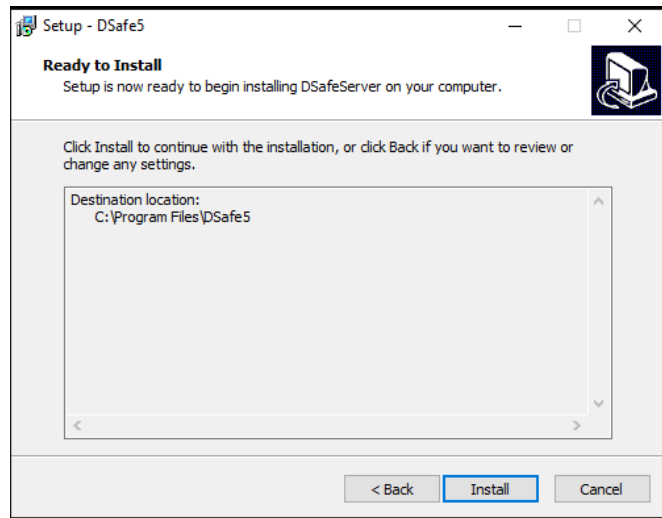 Setup - DSafe5
Ready to Install
Setup is now ready to begin installing DSafeServer on your computer.
Click Install to continue with the installation, or click Back if you want to review or
change any settings.
Destination location:
C:\Program Files\DSafe5
< Back
Install
Cancel